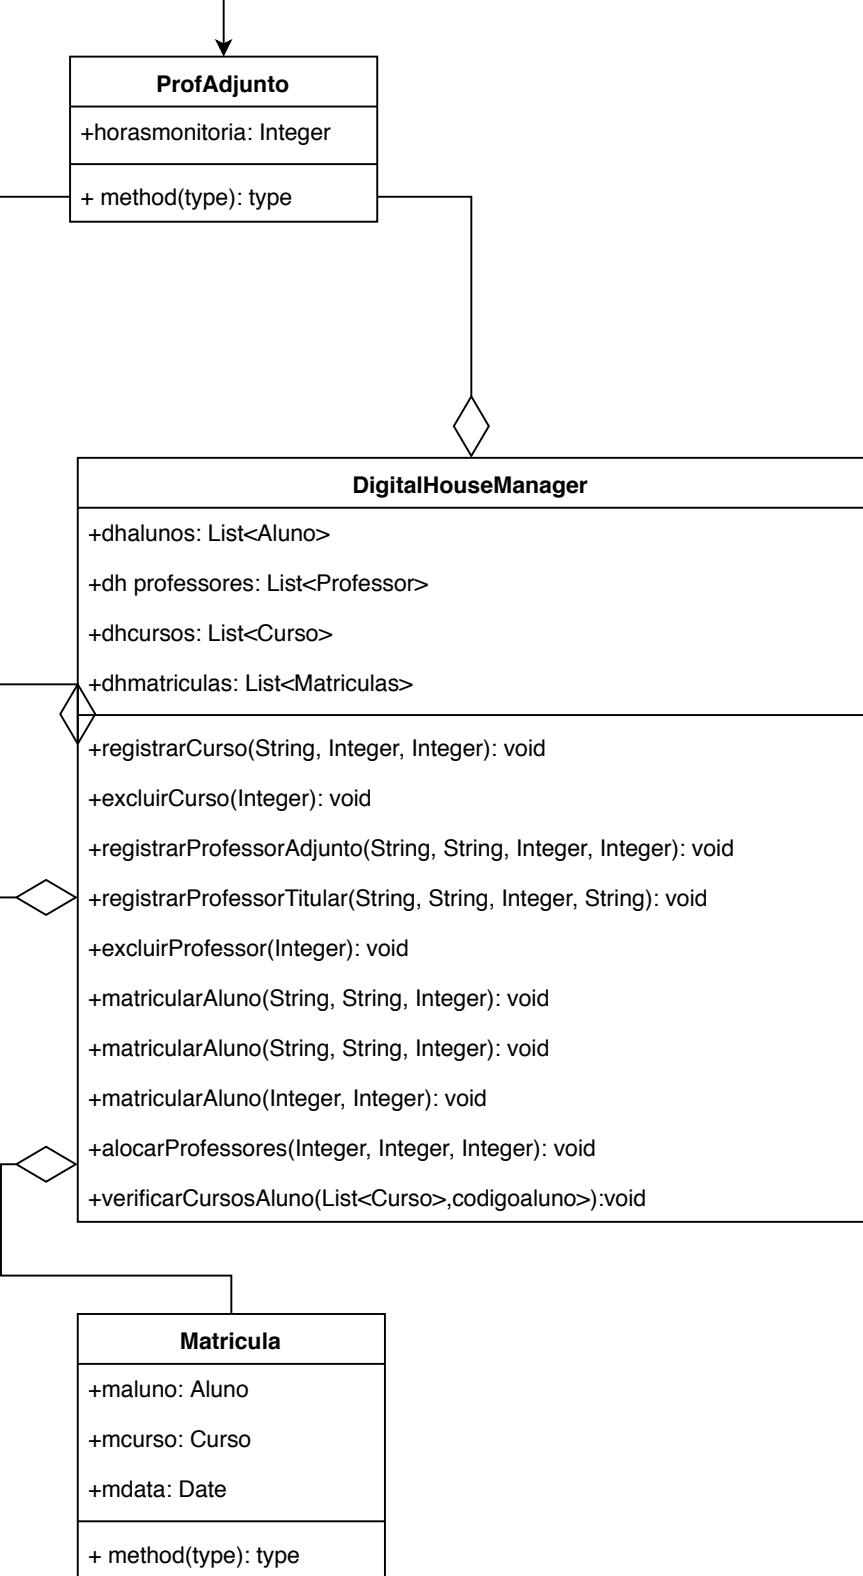 ProfAdjunto
+horasmonitoria: Integer
+ method(type): type
DigitalHouseManager
+dhalunos: List<Aluno>
+dh professores: List<Professor>
+dhcursos: List<Curso>
+dhmatriculas: List<Matriculas>
+registrarCurso(String, Integer, Integer): void
+excluirCurso(Integer): void
+registrarProfessorAdjunto(String, String, Integer, Integer): void
+registrarProfessorTitular(String, String, Integer, String): void
+excluirProfessor(Integer): void
+matricularAluno(String, String, Integer): void
+matricularAluno(String, String, Integer): void
+matricularAluno(Integer, Integer): void
+alocarProfessores(Integer, Integer, Integer): void
+verificarCursosAluno(List<Curso>,codigoaluno>):void
Matricula
+maluno: Aluno
+mcurso: Curso
+mdata: Date
+ method(type): type